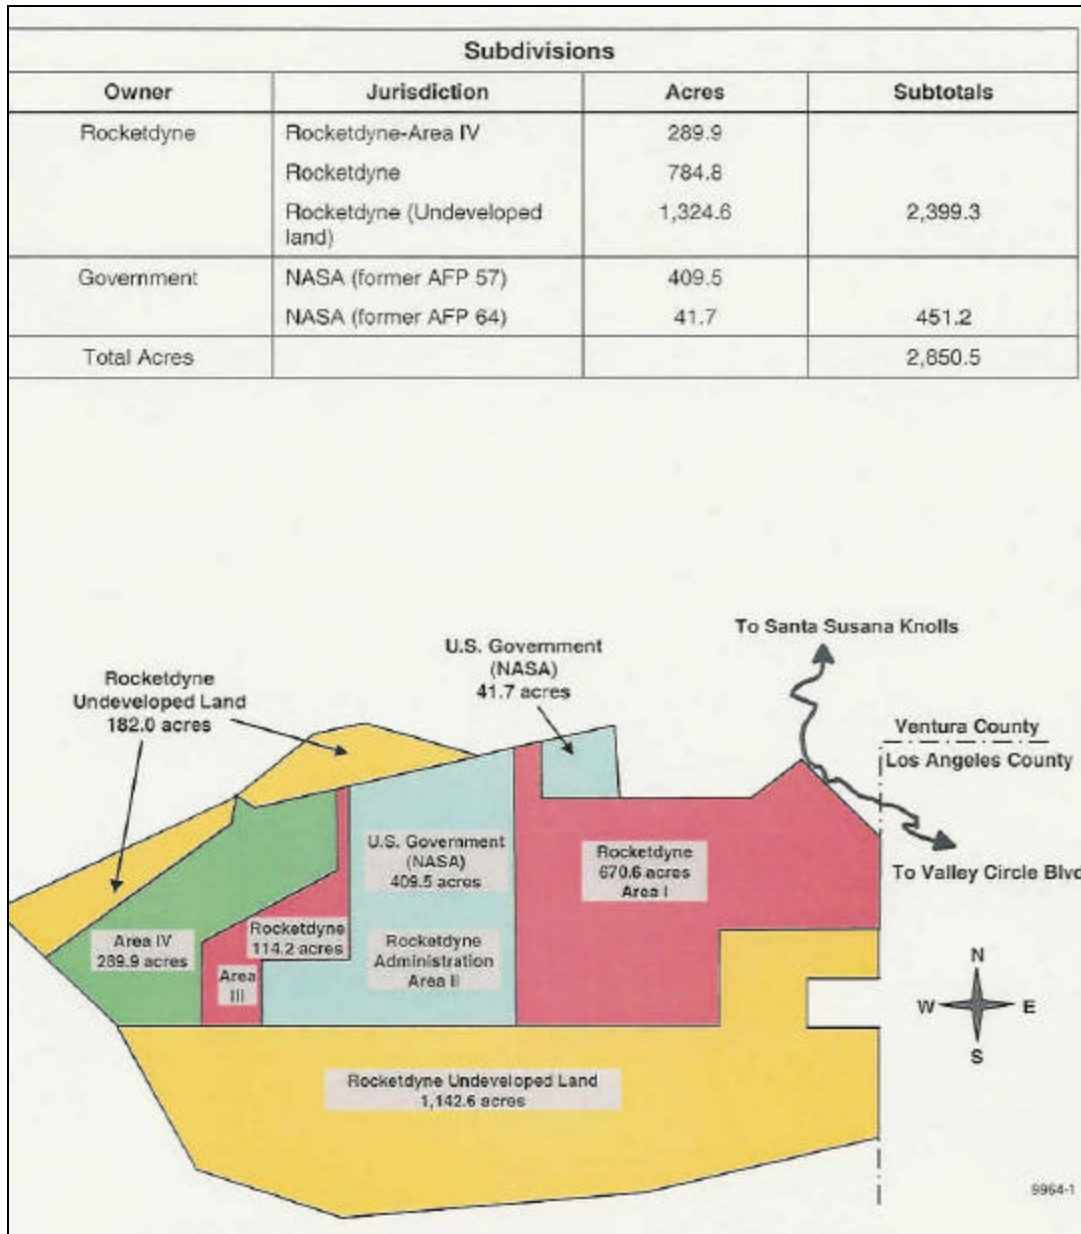 Subdivisions
Owner Jurisdiction Acres Subtotals
Rocketdyne Rocketdyne-Area IV 289.9
Rocketdyne 784.8
Rocketdyne (Undeveloped land) 1,324.6 2,399.3
Government NASA (former AFP 57) 409.5
NASA (former AFP 64) 41.7 451.2
Total Acres 2,850.5
To Santa Susana Knolls
U.S. Government
(NASA)
41.7 acres
Rocketdyne
Undeveloped Land
182.0 acres
Ventura County
Los Angeles County
To Valley Circle Blvd
U.S. Government
(NASA)
409.5 acres
Rocketdyne
670.6 acres
Area I
Rocketdyne
114.2 acres
Area IV
289.9 acres
Rocketdyne
Administration
Area II
Area
III
N
W E
S
Rocketdyne Undeveloped Land
1,142.6 acres
9964-1